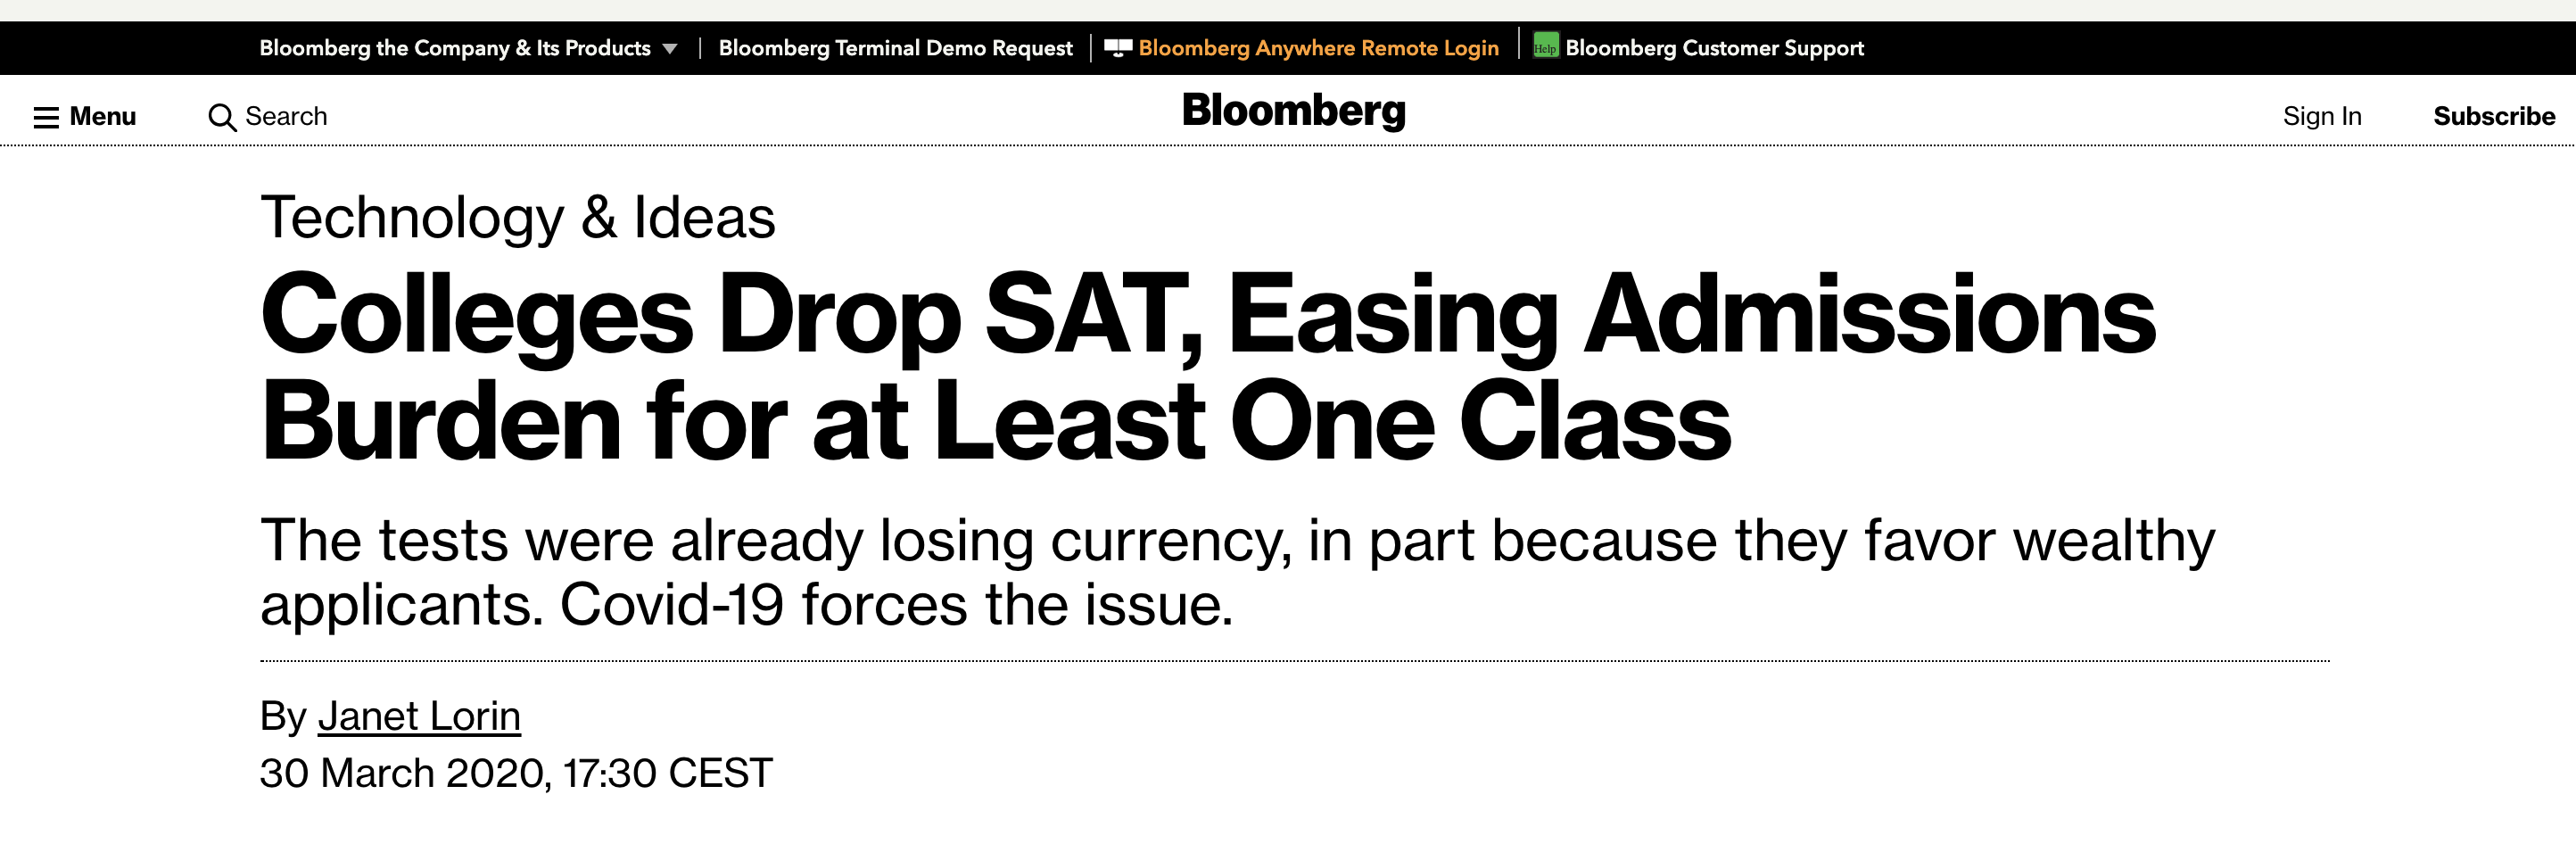 Bloomberg the Company & Its Products ▼ | Bloomberg Terminal Demo Request | Bloomberg Anywhere Remote Login | Help Bloomberg Customer Support
Menu Search Bloomberg Sign In Subscribe
Technology & Ideas
Colleges Drop SAT, Easing Admissions
Burden for at Least One Class
The tests were already losing currency, in part because they favor wealthy
applicants. Covid-19 forces the issue.
By Janet Lorin
30 March 2020, 17:30 CEST